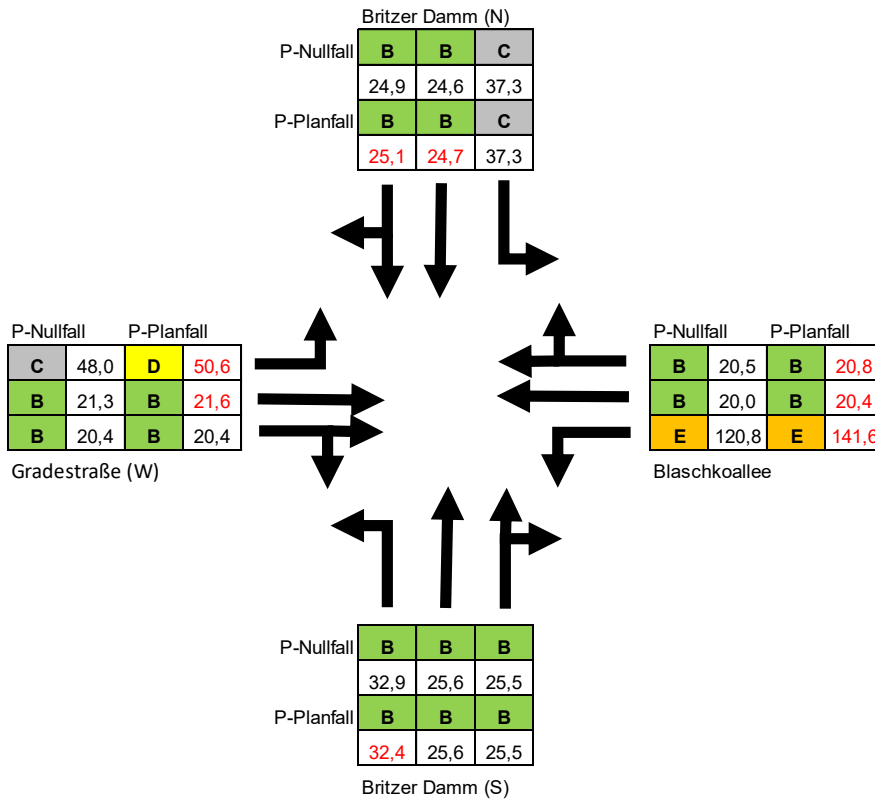 Britzer Damm (N)
P-Nullfall B B C
24,9 24,6 37,3
P-Planfall B B C
25,1 24,7 37,3
P-Nullfall P-Planfall
C 48,0 D 50,6
B 21,3 B 21,6
B 20,4 B 20,4
Gradestraße (W)
P-Nullfall P-Planfall
B 20,5 B 20,8
B 20,0 B 20,4
E 120,8 E 141,6
Blaschkoallee
P-Nullfall B B B
32,9 25,6 25,5
P-Planfall B B B
32,4 25,6 25,5
Britzer Damm (S)